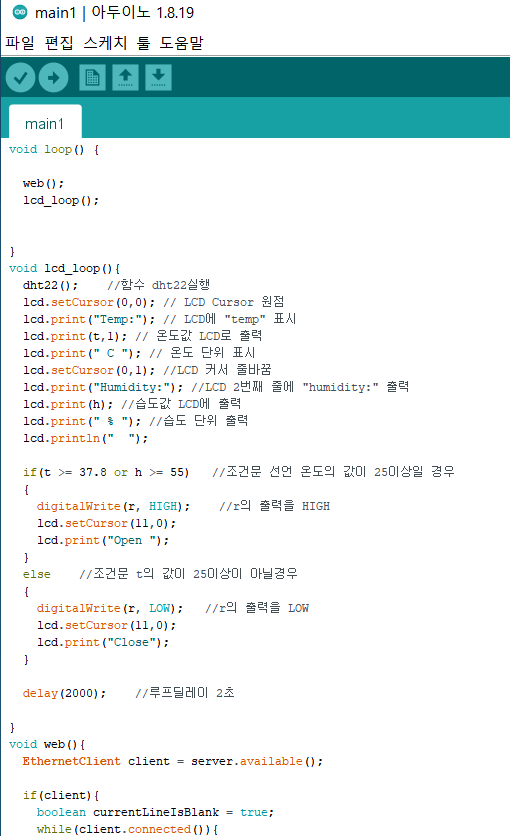 main1 | 아두이노 1.8.19
파일 편집 스케치 툴 도움말
main1
void loop() {
web();
lcd_loop();
}
void lcd_loop(){
dht22();    //함수 dht22실행
lcd.setCursor(0,0); // LCD Cursor 원점
lcd.print("Temp:"); // LCD에 "temp" 표시
lcd.print(t,1); // 온도값 LCD로 출력
lcd.print(" C "); // 온도 단위 표시
lcd.setCursor(0,1); //LCD 커서 줄바꿈
lcd.print("Humidity:"); //LCD 2번째 줄에 "humidity:" 출력
lcd.print(h); //습도값 LCD에 출력
lcd.print(" % "); //습도 단위 출력
lcd.println("  ");
if(t >= 37.8 or h >= 55)   //조건문 선언 온도의 값이 25이상일 경우
{
digitalWrite(r, HIGH);    //r의 출력을 HIGH
lcd.setCursor(11,0);
lcd.print("Open ");
}
else    //조건문 t의 값이 25이상이 아닐경우
{
digitalWrite(r, LOW);   //r의 출력을 LOW
lcd.setCursor(11,0);
lcd.print("Close");
}
delay(2000);    //루프딜레이 2초
}
void web(){
EthernetClient client = server.available();
if(client){
boolean currentLineIsBlank = true;
while(client.connected()){